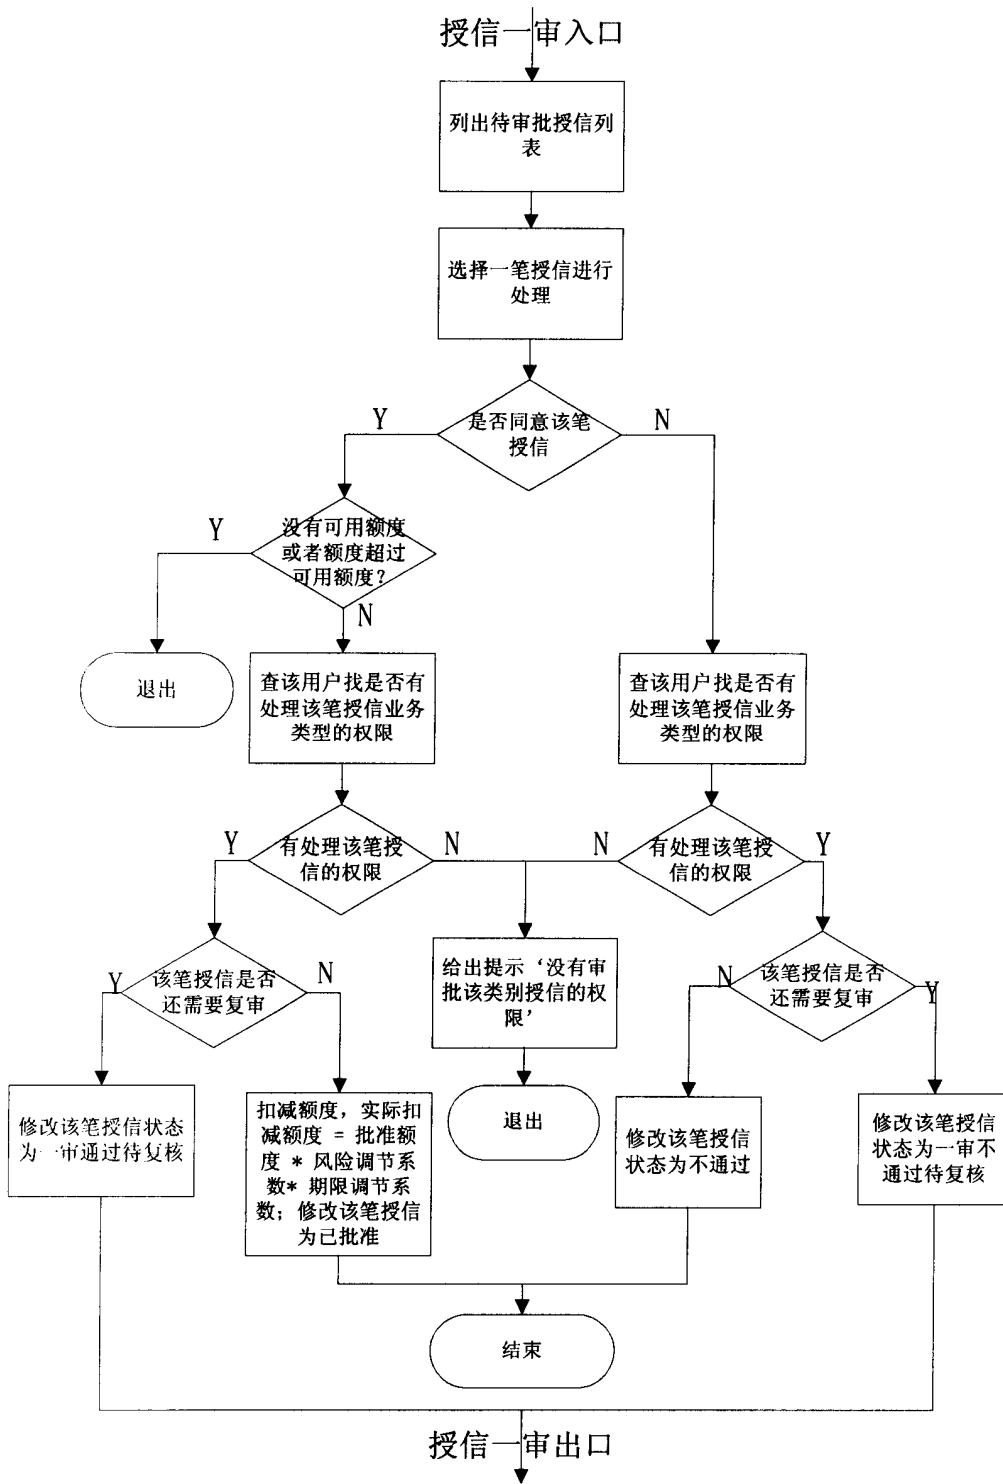 授信一审入口
列出待审批授信列
表
选择一笔授信进行
处理
是否同意该笔
授信
Y
N
没有可用额度
或者额度超过
可用额度？
Y
N
退出
查该用户找是否有
处理该笔授信业务
类型的权限
查该用户找是否有
处理该笔授信业务
类型的权限
有处理该笔授
信的权限
Y
N
有处理该笔授
信的权限
N
Y
该笔授信是否
还需要复审
Y
N
给出提示‘没有审
批该类别授信的权
限’
该笔授信是否
还需要复审
N
Y
修改该笔授信状态
为一审通过待复核
扣减额度，实际扣
减额度 = 批准额
度 * 风险调节系
数* 期限调节系
数；修改该笔授信
为已批准
退出
修改该笔授信
状态为不通过
修改该笔授信
状态为一审不
通过待复核
结束
授信一审出口